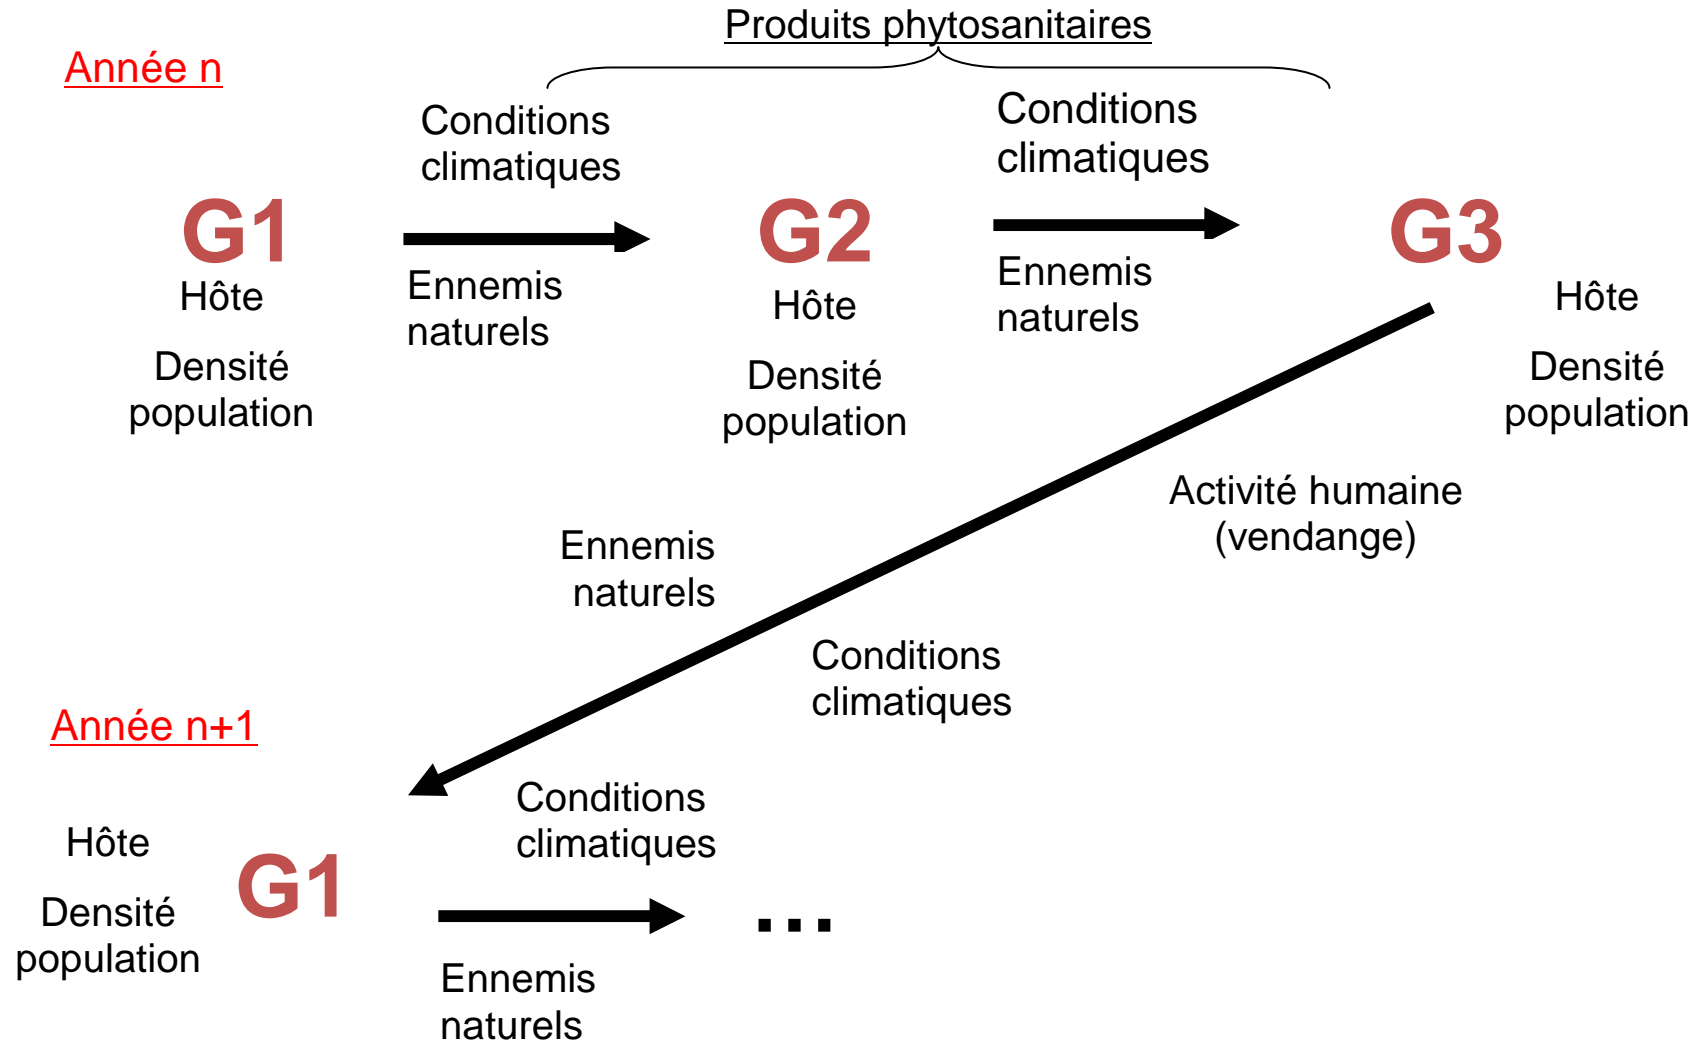 Produits phytosanitaires
Année n
Conditions
climatiques
Conditions
climatiques
G1
G2
G3
Hôte
Ennemis
naturels
Hôte
Ennemis
naturels
Hôte
Densité
population
Densité
population
Densité
population
Activité humaine
(vendange)
Ennemis
naturels
Conditions
climatiques
Année n+1
Conditions
climatiques
Hôte
G1
Densité
population
...
Ennemis
naturels